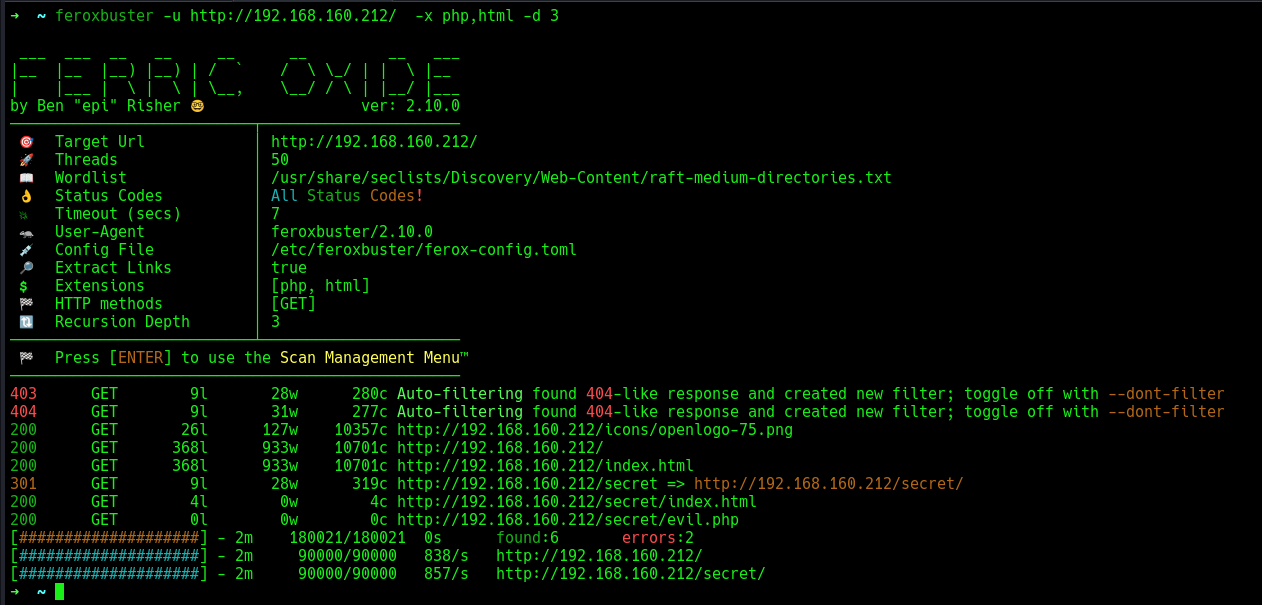 →  ~ feroxbuster -u http://192.168.160.212/  -x php,html -d 3
 ___  ___  __   __     __      __         __   ___
|__  |__  |__) |__) | /  `    /  \ \_/ | |  \ |__
|    |___ |  \ |  \ | \__,    \__/ / \ | |__/ |___
by Ben "epi" Risher 🤓                 ver: 2.10.0
───────────────────────────┬──────────────────────
 🎯  Target Url            │ http://192.168.160.212/
 🚀  Threads               │ 50
 📖  Wordlist              │ /usr/share/seclists/Discovery/Web-Content/raft-medium-directories.txt
 👌  Status Codes          │ All Status Codes!
 💥  Timeout (secs)        │ 7
 🦡  User-Agent            │ feroxbuster/2.10.0
 💉  Config File           │ /etc/feroxbuster/ferox-config.toml
 🔎  Extract Links         │ true
 💲  Extensions            │ [php, html]
 🏁  HTTP methods          │ [GET]
 🔃  Recursion Depth       │ 3
───────────────────────────┴──────────────────────
 🏁  Press [ENTER] to use the Scan Management Menu™
──────────────────────────────────────────────────
403      GET        9l       28w      280c Auto-filtering found 404-like response and created new filter; toggle off with --dont-filter
404      GET        9l       31w      277c Auto-filtering found 404-like response and created new filter; toggle off with --dont-filter
200      GET       26l      127w    10357c http://192.168.160.212/icons/openlogo-75.png
200      GET      368l      933w    10701c http://192.168.160.212/
200      GET      368l      933w    10701c http://192.168.160.212/index.html
301      GET        9l       28w      319c http://192.168.160.212/secret => http://192.168.160.212/secret/
200      GET        4l        0w        4c http://192.168.160.212/secret/index.html
200      GET        0l        0w        0c http://192.168.160.212/secret/evil.php
[####################] - 2m    180021/180021  0s      found:6       errors:2
[####################] - 2m     90000/90000   838/s   http://192.168.160.212/
[####################] - 2m     90000/90000   857/s   http://192.168.160.212/secret/
→  ~